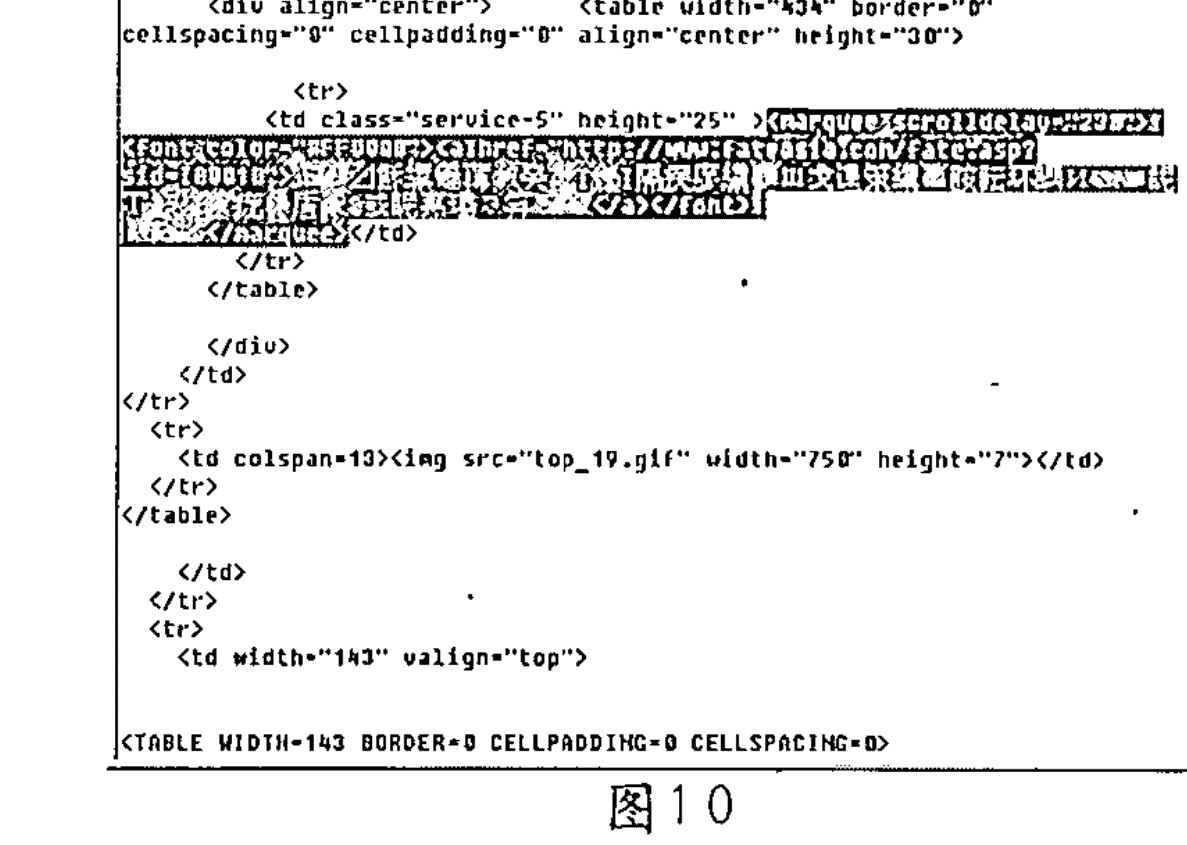 <div align="center"> <table width="434" border="0"
cellspacing="0" cellpadding="0" align="center" height="30">
<tr>
<td class="service-5" height="25" ><marquee scrolldelay="230">
<font color="#FF0000"><a href="http://www.fateasia.com/fate.asp?
</a></font>
</marquee></td>
</tr>
</table>
</div>
</td>
</tr>
<tr>
<td colspan=13><img src="top_19.gif" width="750" height="7"></td>
</tr>
</table>
</td>
</tr>
<tr>
<td width="143" valign="top">
<TABLE WIDTH=143 BORDER=0 CELLPADDING=0 CELLSPACING=0>
图10